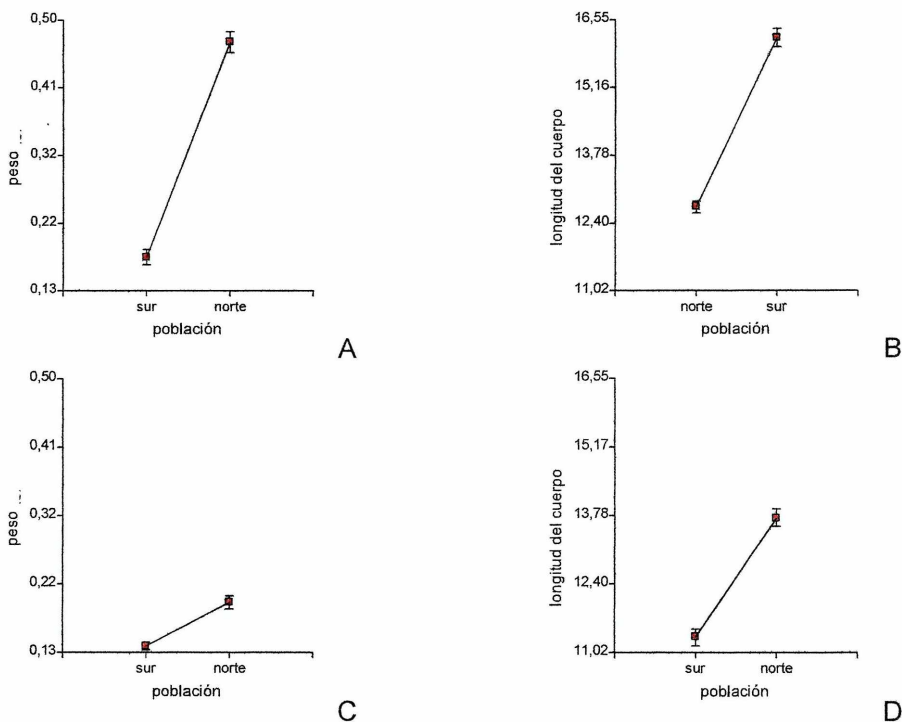 0,50
0,41
0,32
0,22
0,13
peso
sur norte
población
A
16,55
15,16
13,78
12,40
11,02
longitud del cuerpo
norte sur
población
B
0,50
0,41
0,32
0,22
0,13
peso
sur norte
población
C
16,55
15,17
13,78
12,40
11,02
longitud del cuerpo
sur norte
población
D